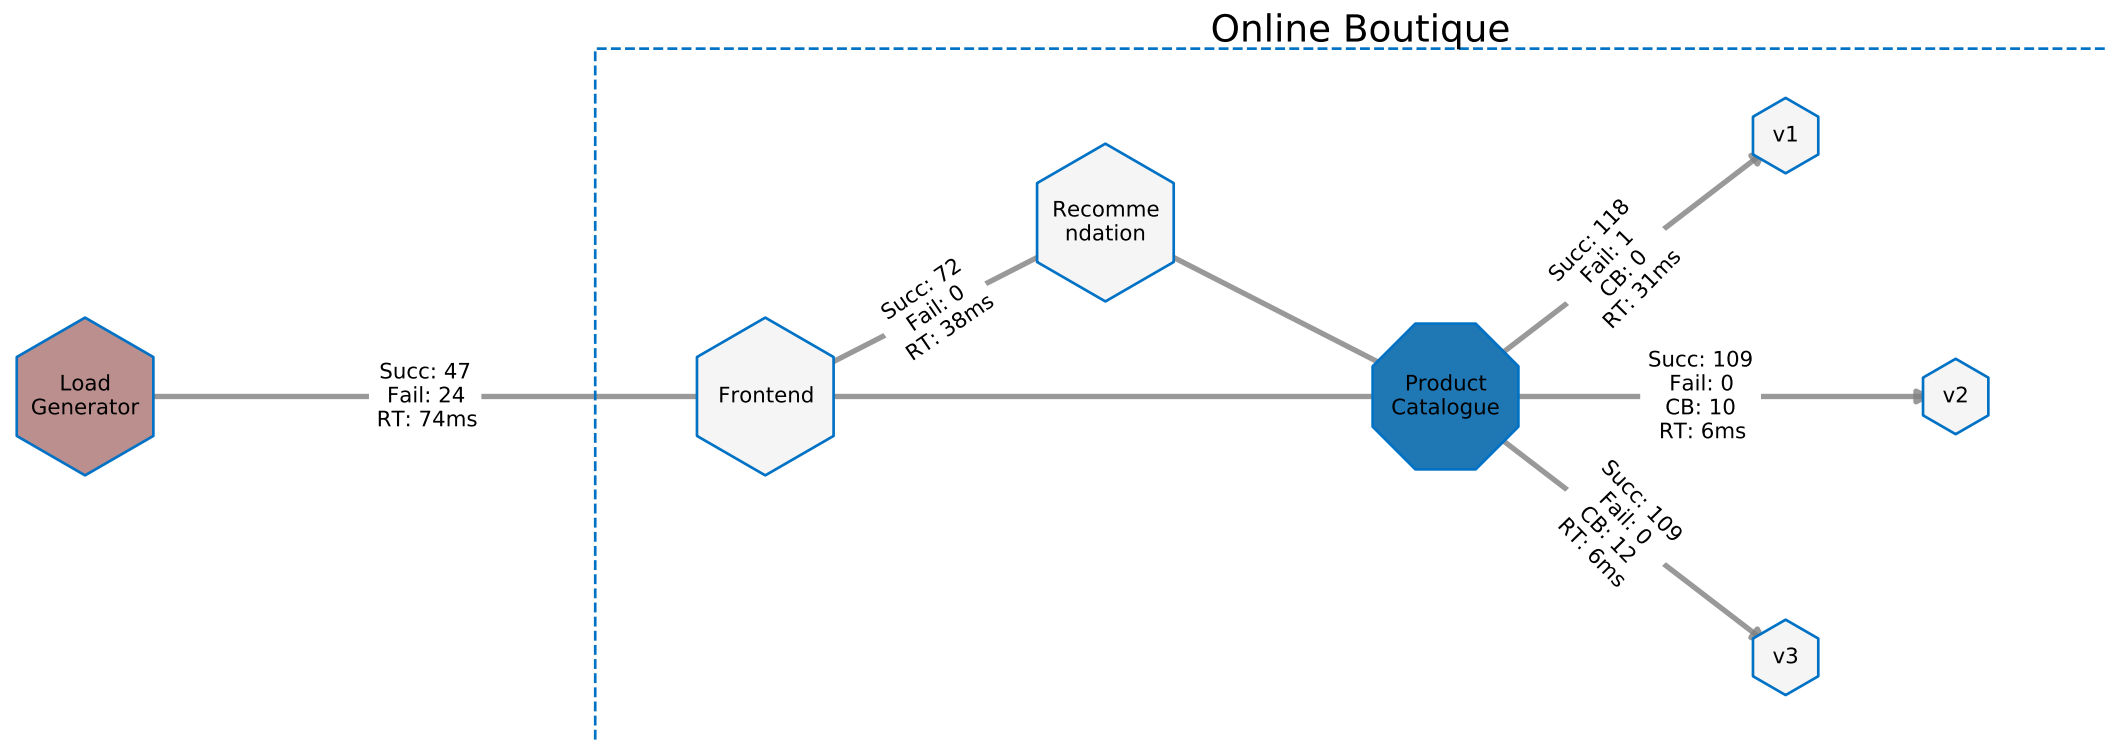 Online Boutique
Load
Generator
Succ: 47
Fail: 24
RT: 74ms
Frontend
Succ: 72
Fail: 0
RT: 38ms
Recomme
ndation
Product
Catalogue
Succ: 118
Fail: 1
CB: 0
RT: 31ms
v1
Succ: 109
Fail: 0
CB: 10
RT: 6ms
v2
Succ: 109
Fail: 0
CB: 12
RT: 6ms
v3